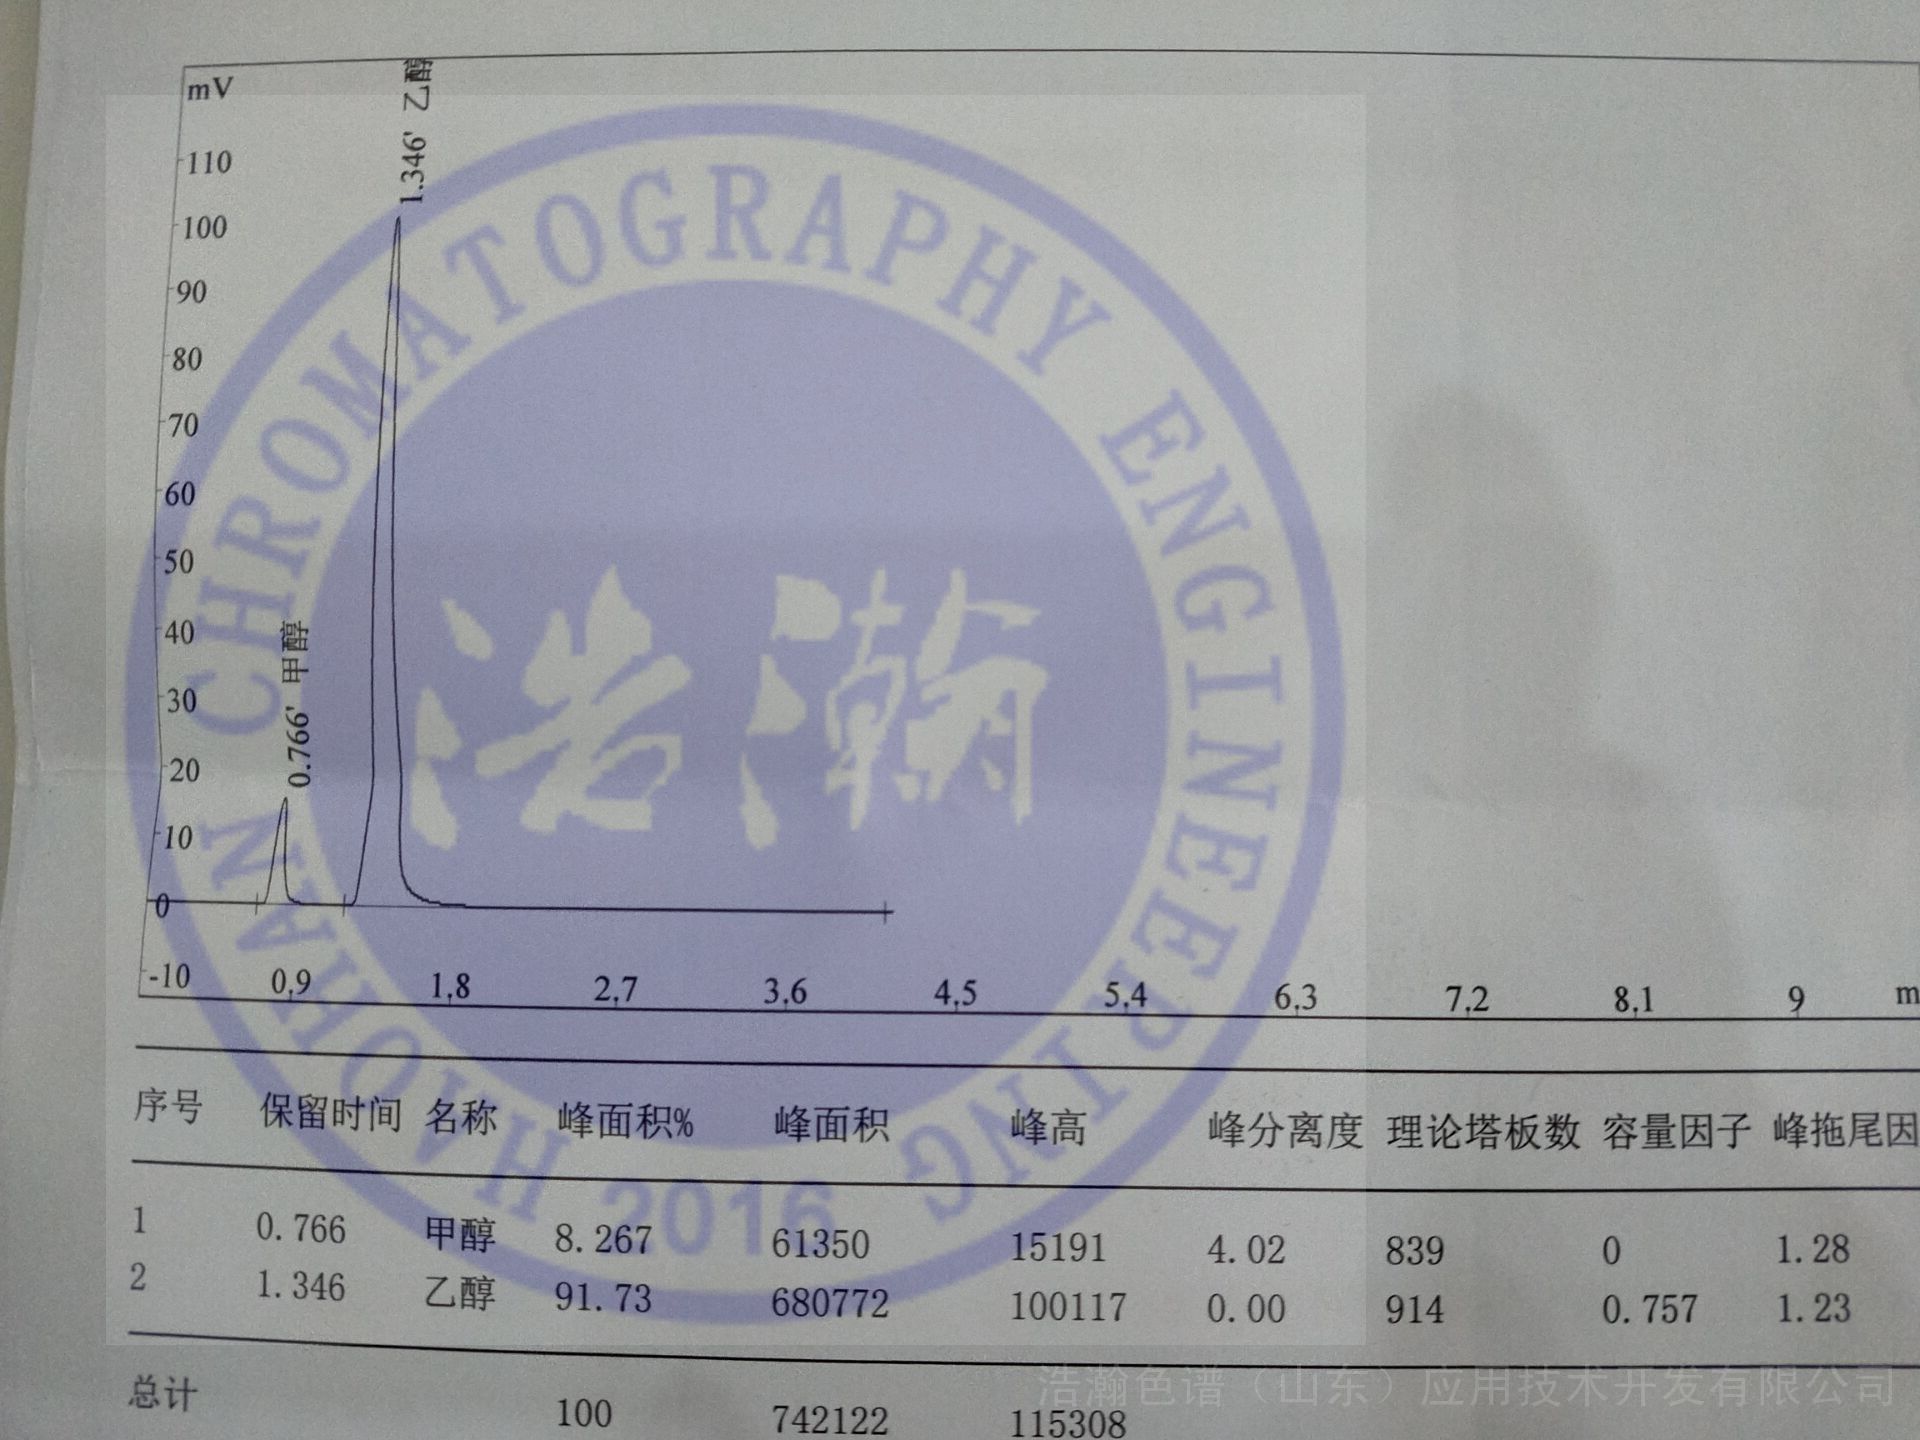 mV
110
100
90
80
70
60
50
40
30
20
10
0
-10
0.766' 甲醇
1.346' 乙醇
0,9 1,8 2,7 3,6 4,5 5,4 6,3 7,2 8,1 9 m
序号 保留时间 名称 峰面积% 峰面积 峰高 峰分离度 理论塔板数 容量因子 峰拖尾因
1 0.766 甲醇 8.267 61350 15191 4.02 839 0 1.28
2 1.346 乙醇 91.73 680772 100117 0.00 914 0.757 1.23
总计 100 742122 115308
HAOHAN CHROMATOGRAPHY ENGINEERING
浩瀚
2016
浩瀚色谱（山东）应用技术开发有限公司